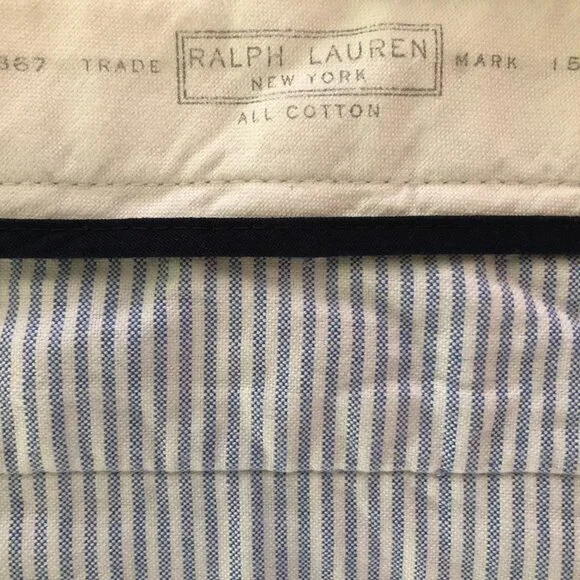 367 TRADE RALPH LAUREN MARK 15
NEW YORK
ALL COTTON